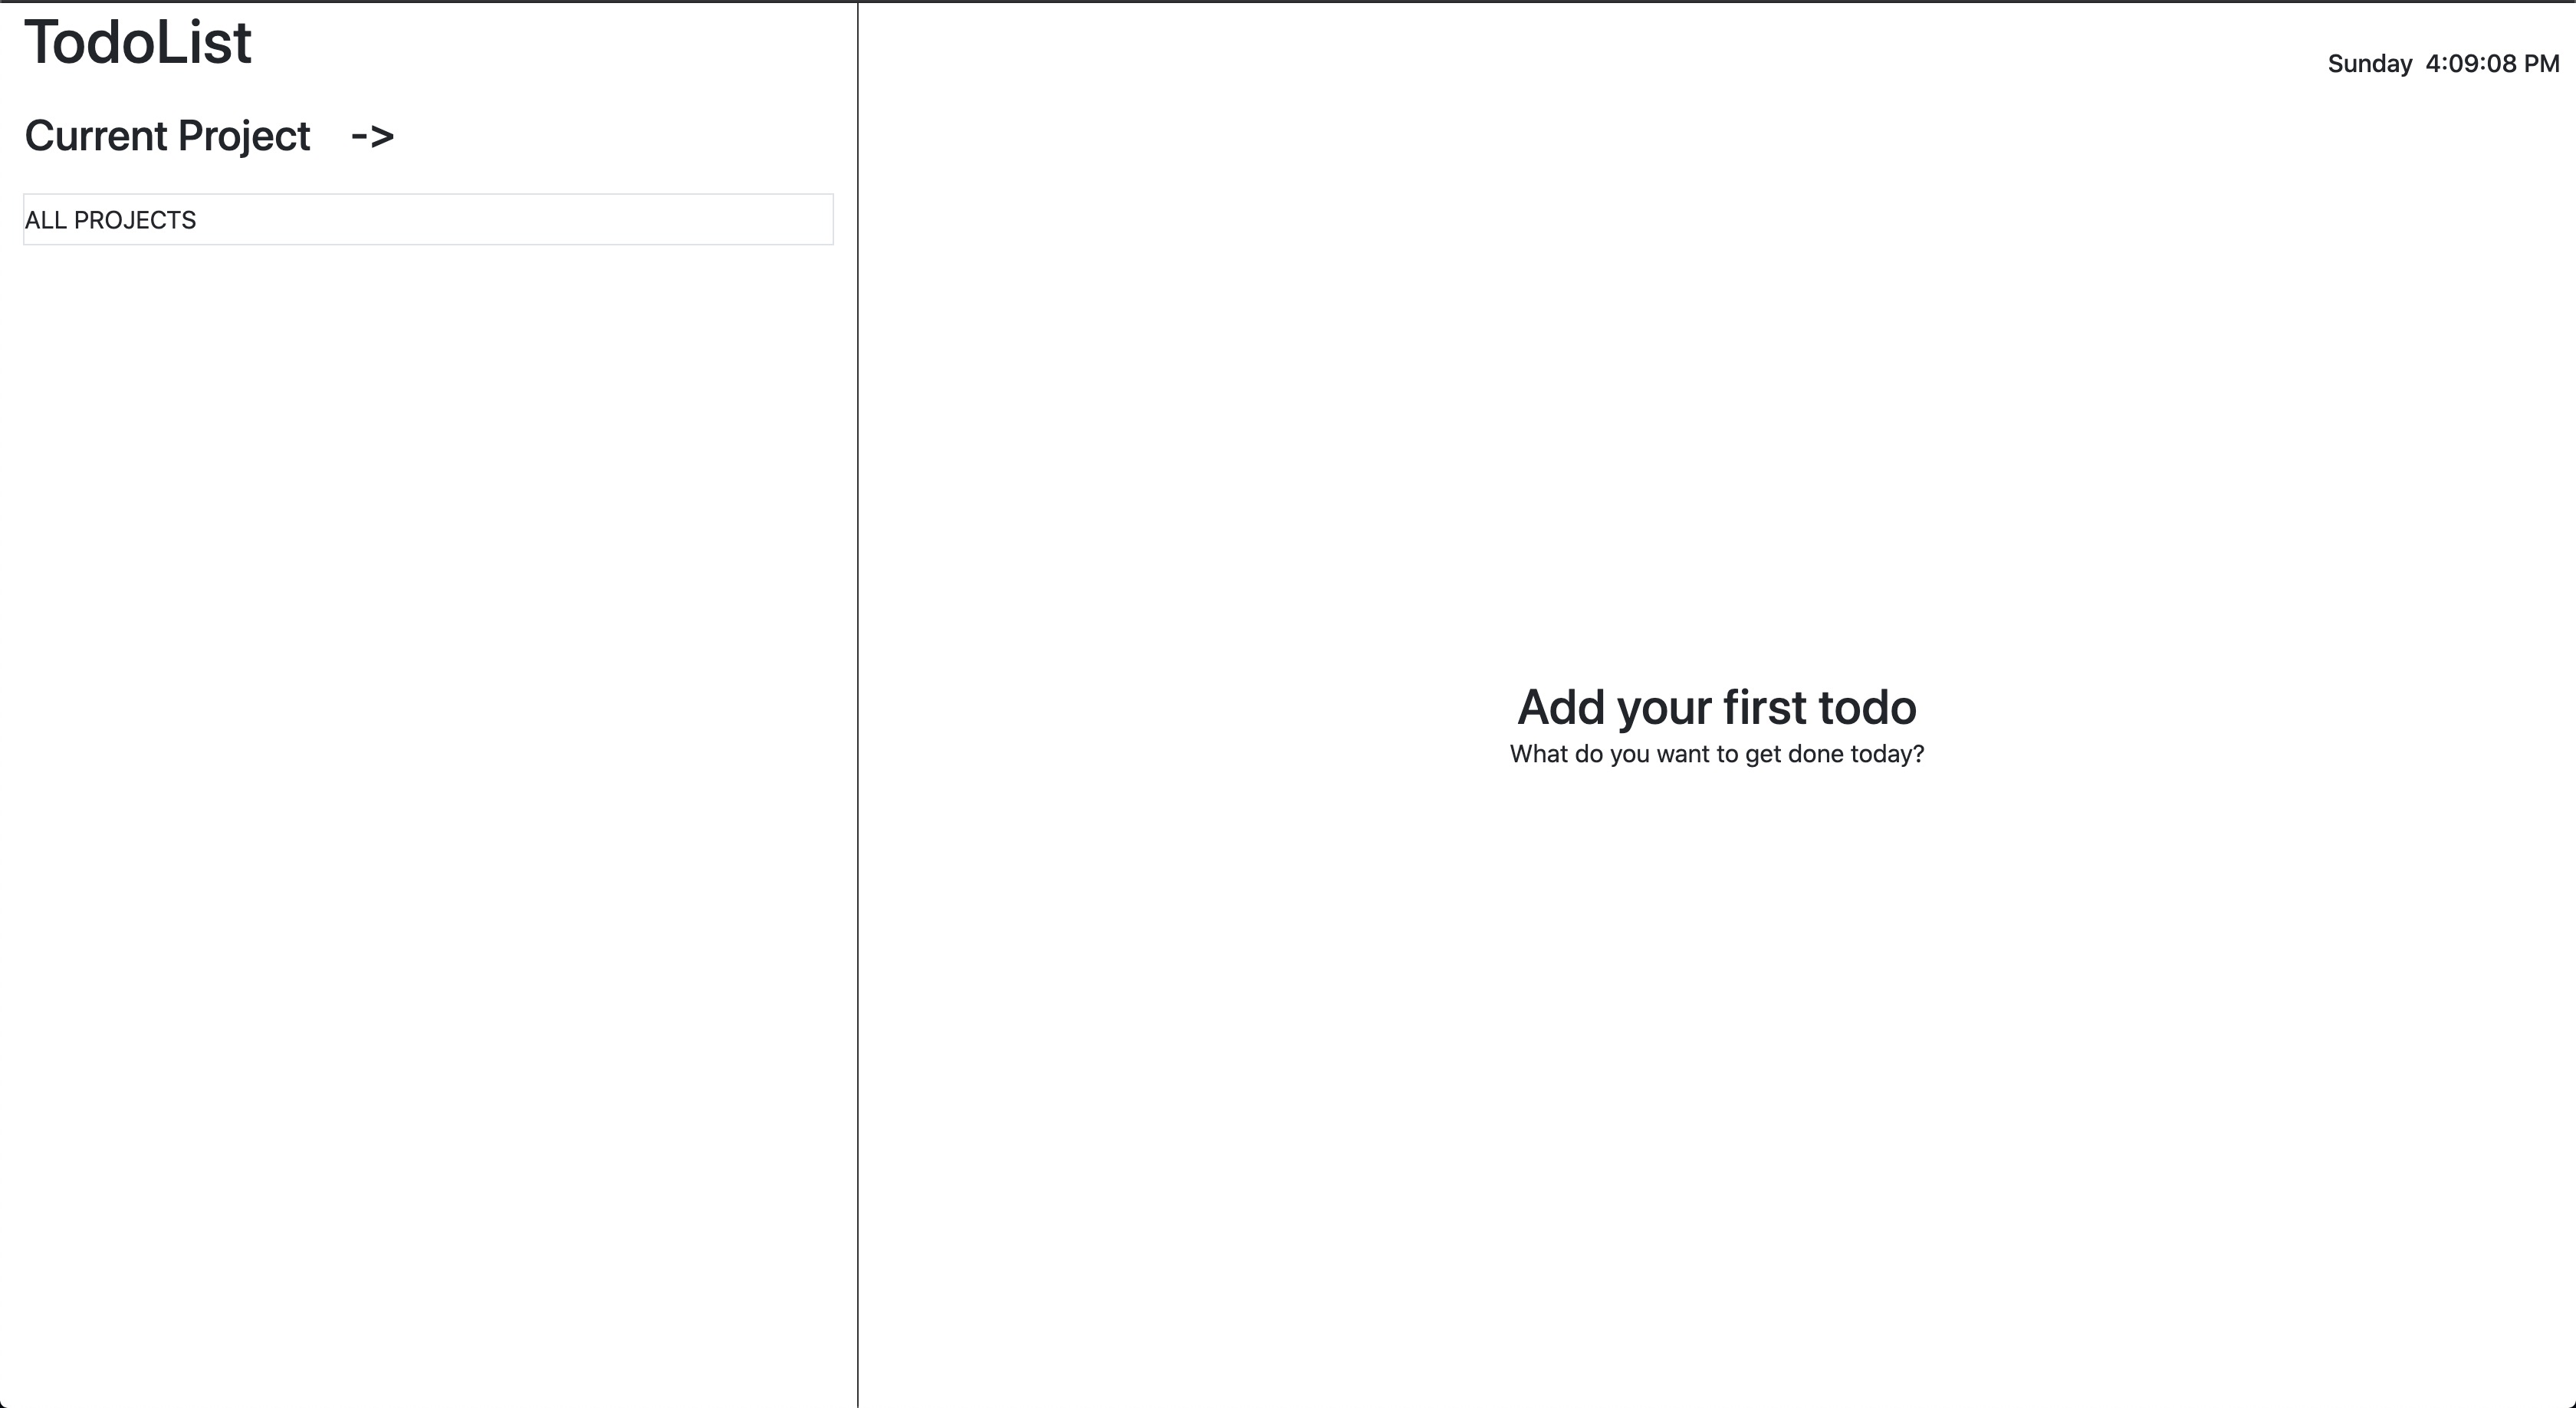 TodoList
Current Project ->
ALL PROJECTS
Sunday 4:09:08 PM
Add your first todo
What do you want to get done today?